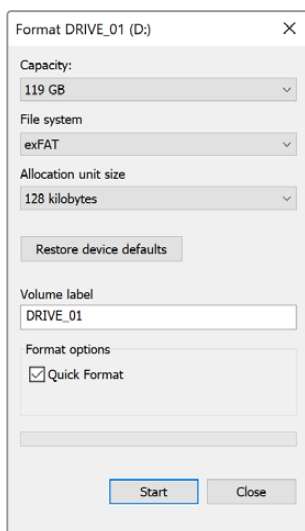 Format DRIVE_01 (D:)
Capacity:
119 GB
File system
exFAT
Allocation unit size
128 kilobytes
Restore device defaults
Volume label
DRIVE_01
Format options
Quick Format
Start Close